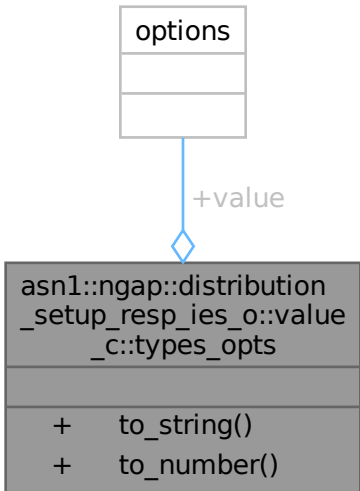 options
+value
asn1::ngap::distribution
_setup_resp_ies_o::value
_c::types_opts
+ to_string()
+ to_number()